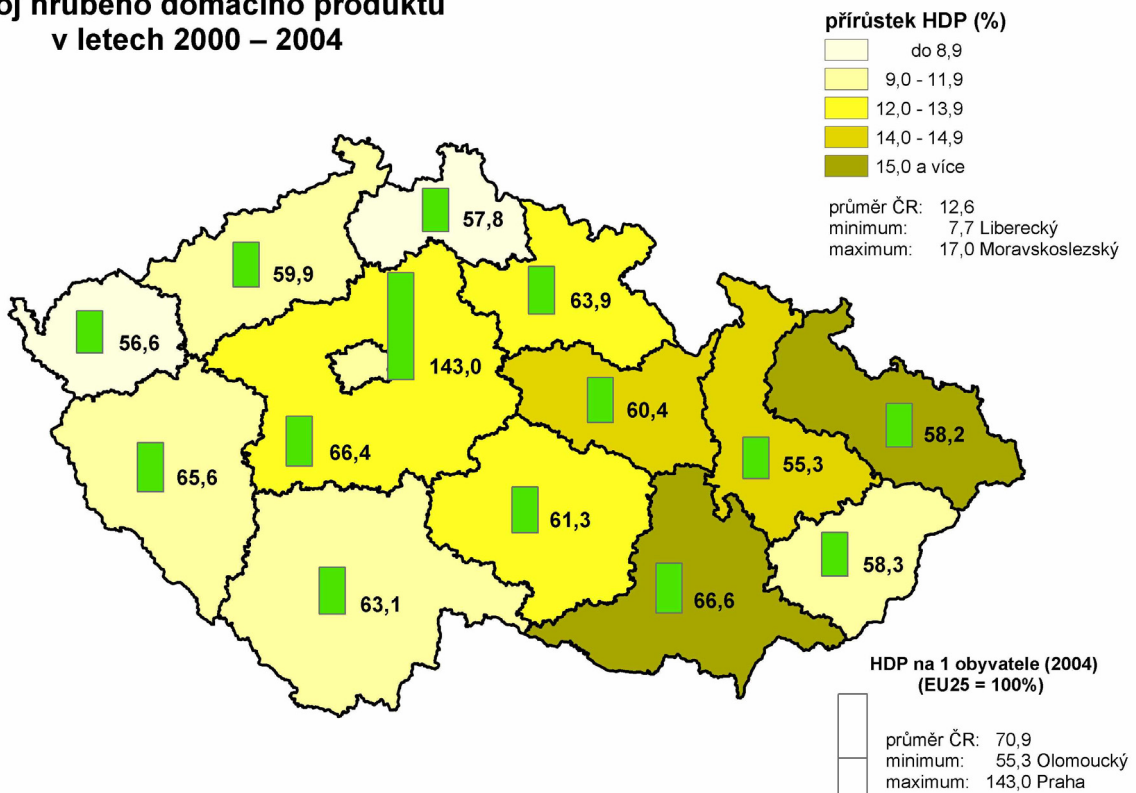 hrubého domácího produktu
v letech 2000 – 2004
přírůstek HDP (%)
do 8,9
9,0 - 11,9
12,0 - 13,9
14,0 - 14,9
15,0 a více
průměr ČR: 12,6
minimum: 7,7 Liberecký
maximum: 17,0 Moravskoslezský
57,8
59,9
63,9
56,6
143,0
60,4
58,2
66,4
65,6
55,3
61,3
58,3
63,1
66,6
HDP na 1 obyvatele (2004)
(EU25 = 100%)
průměr ČR: 70,9
minimum: 55,3 Olomoucký
maximum: 143,0 Praha